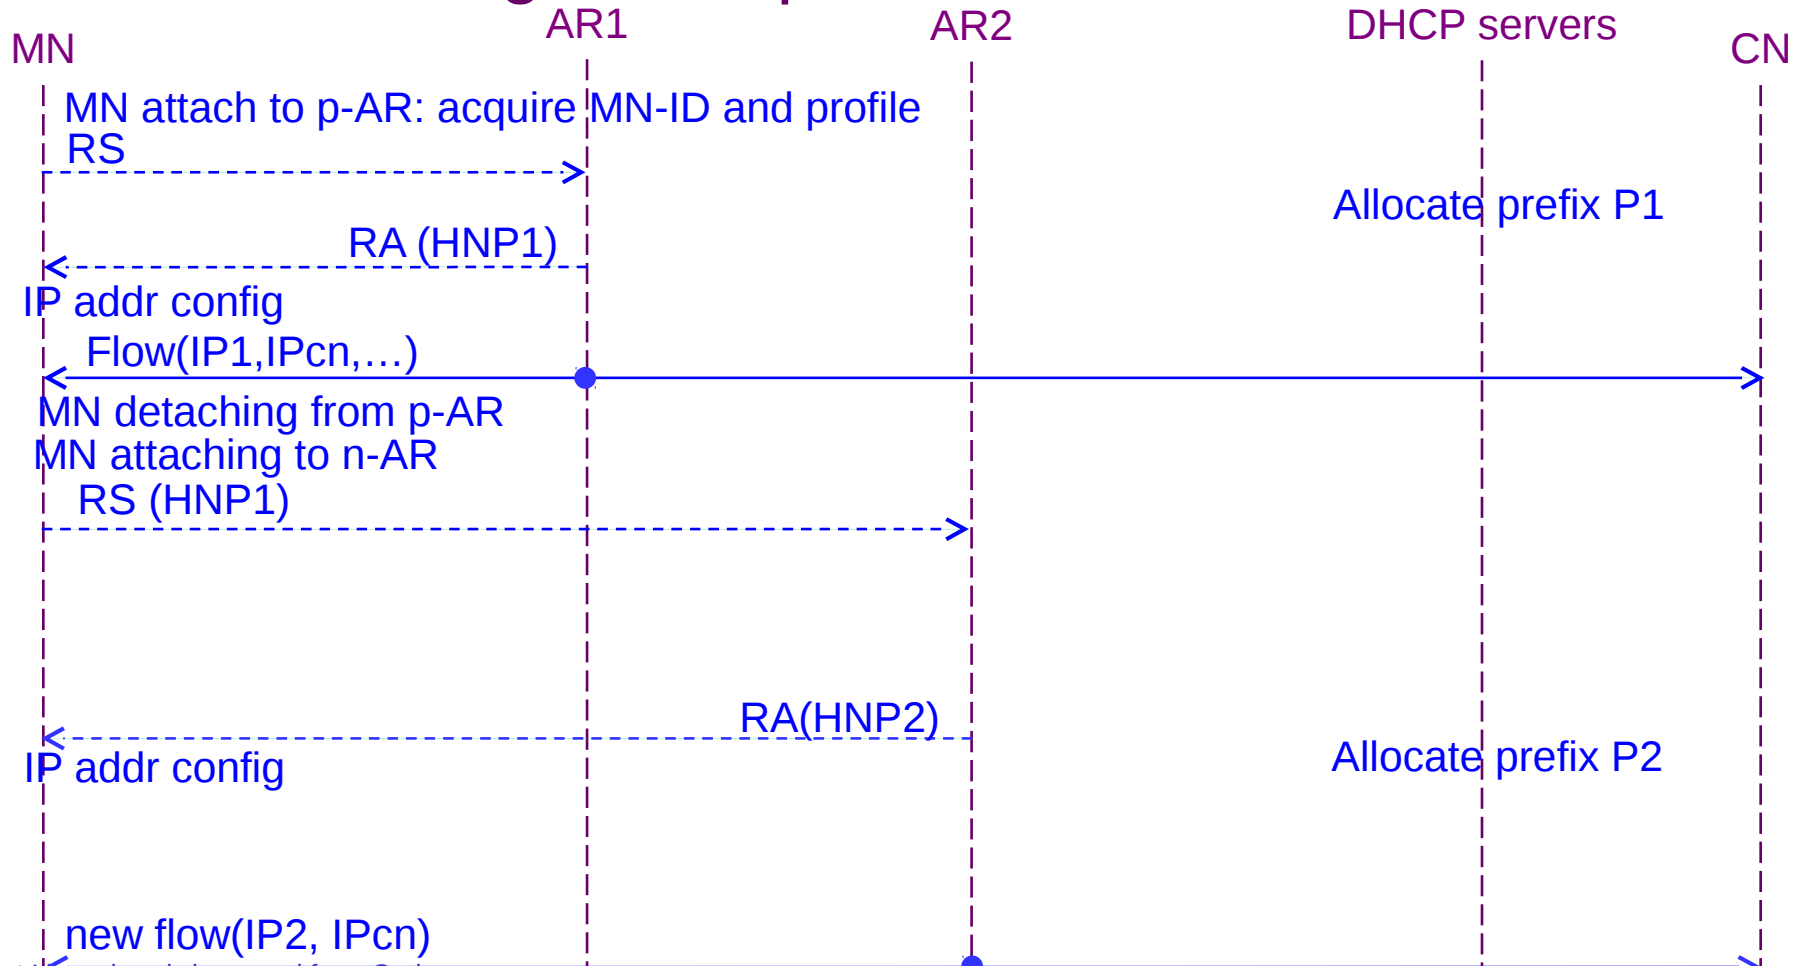 MN
AR1
AR2
DHCP servers
CN
MN attach to p-AR: acquire MN-ID and profile
RS
Allocate prefix P1
RA (HNP1)
IP addr config
Flow(IP1,IPcn,…)
MN detaching from p-AR
MN attaching to n-AR
RS (HNP1)
RA(HNP2)
IP addr config
Allocate prefix P2
new flow(IP2, IPcn)